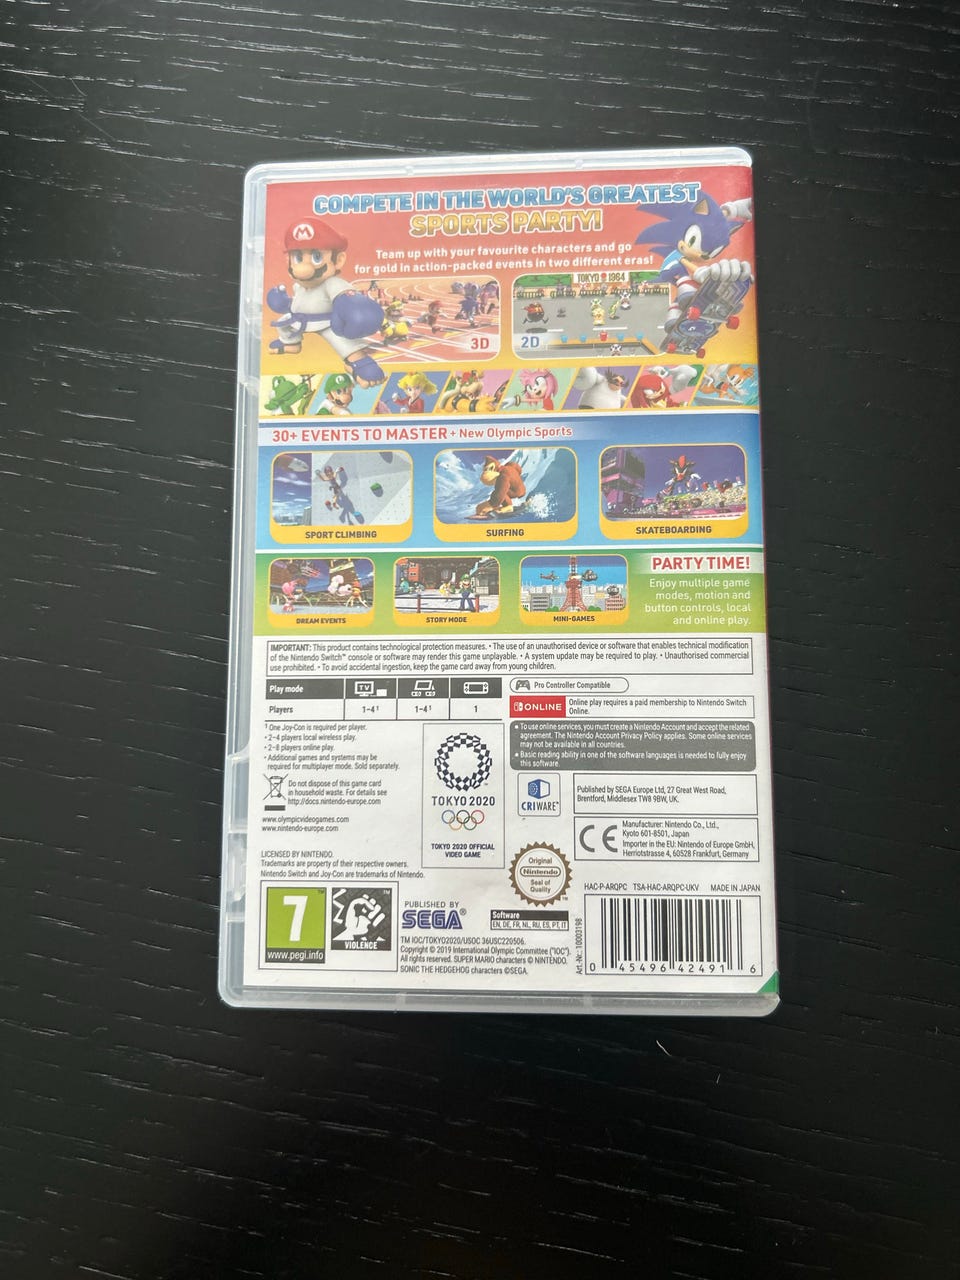 COMPETE IN THE WORLD'S GREATEST
SPORTS PARTY!
Team up with your favourite characters and go
for gold in action-packed events in two different eras!
TOKYO 1964
3D
2D
30+ EVENTS TO MASTER + New Olympic Sports
SPORT CLIMBING
SURFING
SKATEBOARDING
DREAM EVENTS
STORY MODE
MINI-GAMES
PARTY TIME!
Enjoy multiple game
modes, motion and
button controls, local
and online play.
IMPORTANT: This product contains technological protection measures. • The use of an unauthorised device or software that enables technical modification
of the Nintendo Switch™ console or software may render this game unplayable. • A system update may be required to play. • Unauthorised commercial
use prohibited. • To avoid accidental ingestion, keep the game card away from young children.
Play mode
TV
Players
1-4¹
1-4¹
1
Pro Controller Compatible
ONLINE
Online play requires a paid membership to Nintendo Switch
Online.
¹ One Joy-Con is required per player.
• 2–4 players local wireless play.
• 2–8 players online play.
• Additional games and systems may be
required for multiplayer mode. Sold separately.
• To use online services, you must create a Nintendo Account and accept the related
agreement. The Nintendo Account Privacy Policy applies. Some online services
may not be available in all countries.
• Basic reading ability in one of the software languages is needed to fully enjoy
this software.
Do not dispose of this game card
in household waste. For details see
http://docs.nintendo-europe.com
www.olympicvideogames.com
www.nintendo-europe.com
TOKYO 2020
TOKYO 2020 OFFICIAL
VIDEO GAME
CRIWARE™
Published by SEGA Europe Ltd, 27 Great West Road,
Brentford, Middlesex TW8 9BW, UK.
CE
Manufacturer: Nintendo Co., Ltd.,
Kyoto 601-8501, Japan
Importer in the EU: Nintendo of Europe GmbH,
Herriotstrasse 4, 60528 Frankfurt, Germany
LICENSED BY NINTENDO.
Trademarks are property of their respective owners.
Nintendo Switch and Joy-Con are trademarks of Nintendo.
Original
Nintendo
Seal of
Quality
TM
HAC-P-ARQPC TSA-HAC-ARQPC-UKV MADE IN JAPAN
7
www.pegi.info
VIOLENCE
PUBLISHED BY
SEGA®
Software
EN, DE, FR, NL, RU, ES, PT, IT
TM IOC/TOKYO2020/USOC 36USC220506.
Copyright © 2019 International Olympic Committee ("IOC").
All rights reserved. SUPER MARIO characters © NINTENDO.
SONIC THE HEDGEHOG characters ©SEGA.
Art.-Nr.: 10003198
0 45496 42491 6